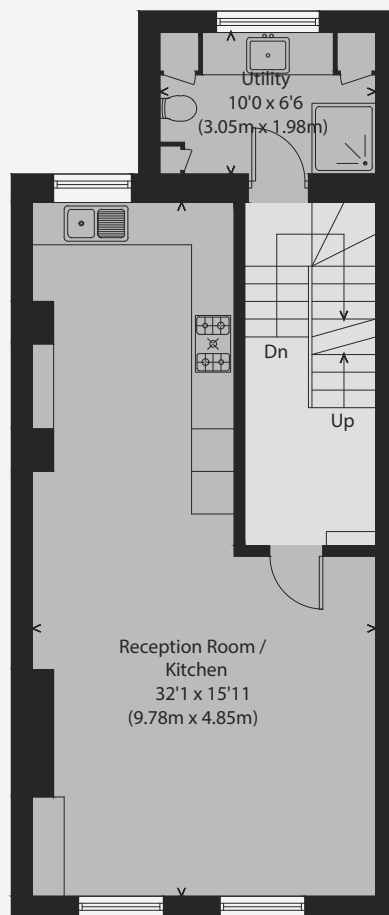 Utility
10'0 x 6'6
(3.05m x 1.98m)
Dn
Up
Reception Room /
Kitchen
32'1 x 15'11
(9.78m x 4.85m)